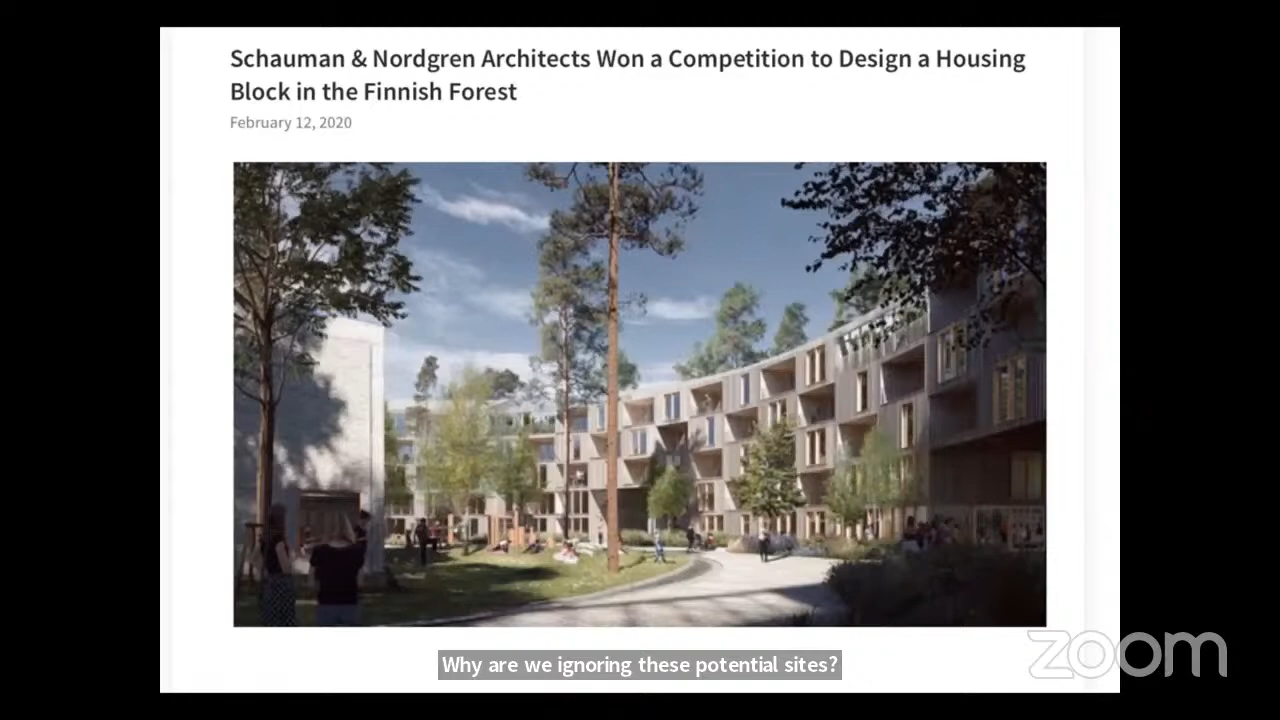 Schauman & Nordgren Architects Won a Competition to Design a Housing
Block in the Finnish Forest
February 12, 2020
Why are we ignoring these potential sites?
zoom